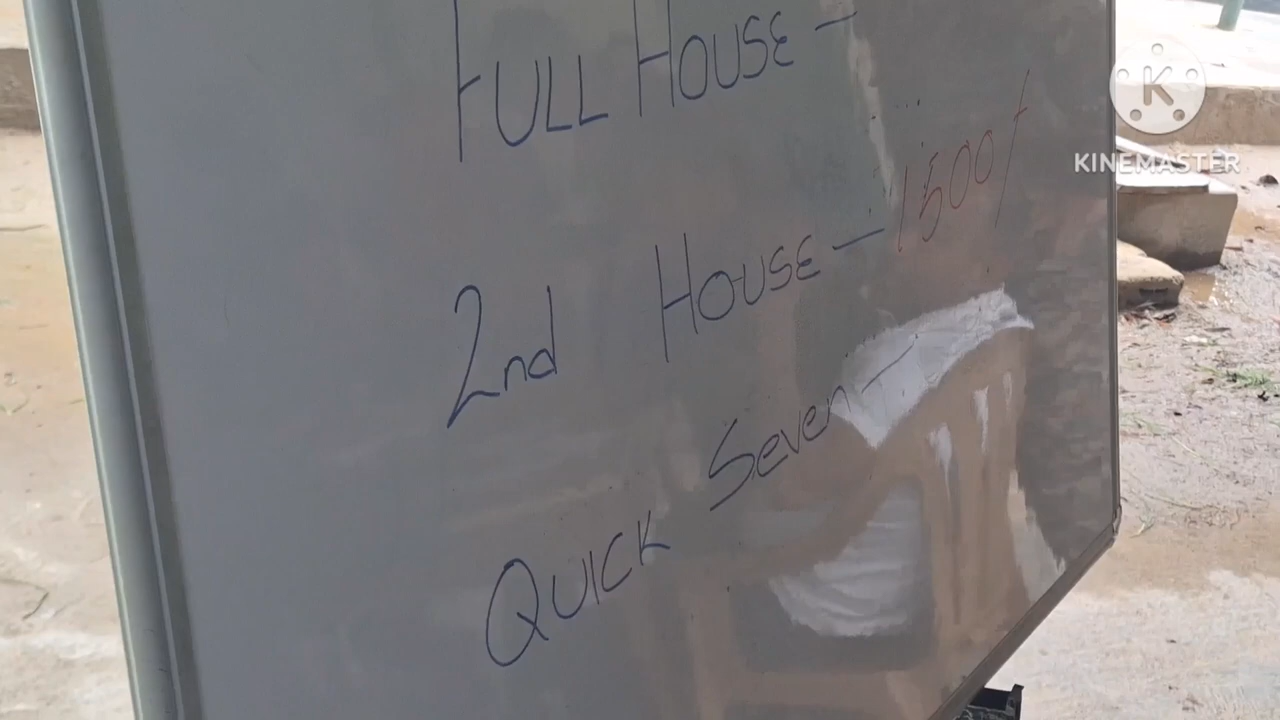 FULL HOUSE –
2nd HOUSE – 1500/
QUICK Seven –
K
KINEMASTER